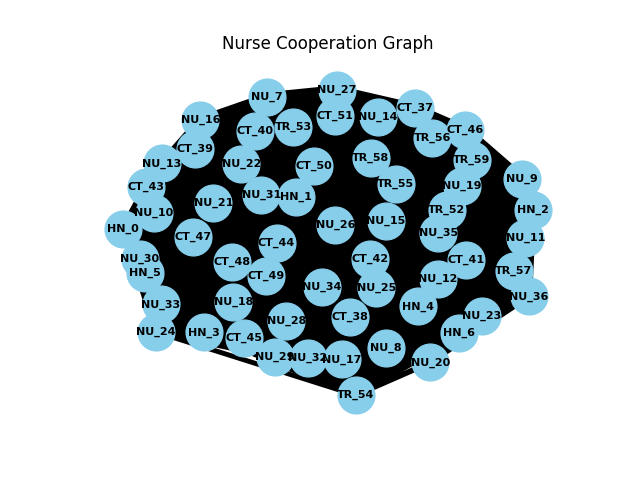 Nurse Cooperation Graph
NU_27
NU_7
CT_37
NU_16
CT_51
NU_14
TR_53
CT_40
CT_46
TR_56
CT_39
TR_58
TR_59
NU_13
NU_22
CT_50
NU_9
TR_55
NU_19
CT_43
NU_31
HN_1
NU_21
HN_2
TR_52
NU_10
NU_15
NU_26
HN_0
NU_35
CT_47
NU_11
CT_44
NU_30
CT_42
CT_41
CT_48
HN_5
TR_57
CT_49
NU_12
NU_34
NU_25
NU_36
NU_18
NU_33
HN_4
NU_23
CT_38
NU_28
NU_24
HN_3
HN_6
CT_45
NU_8
NU_29
NU_32
NU_17
NU_20
TR_54